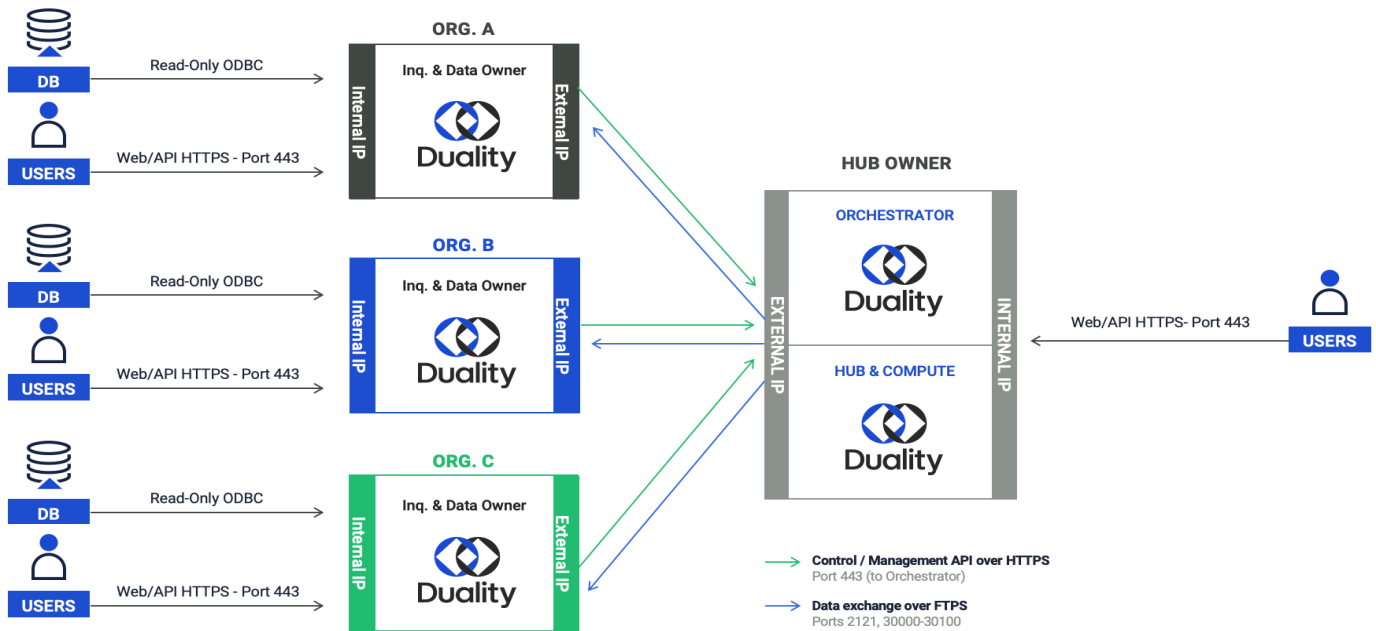 ORG. A
DB
Read-Only ODBC
USERS
Web/API HTTPS - Port 443
Internal IP
Inq. & Data Owner
Duality
External IP
ORG. B
DB
Read-Only ODBC
USERS
Web/API HTTPS - Port 443
Internal IP
Inq. & Data Owner
Duality
External IP
ORG. C
DB
Read-Only ODBC
USERS
Web/API HTTPS - Port 443
Internal IP
Inq. & Data Owner
Duality
External IP
HUB OWNER
EXTERNAL IP
ORCHESTRATOR
Duality
HUB & COMPUTE
Duality
INTERNAL IP
Web/API HTTPS- Port 443
USERS
Control / Management API over HTTPS
Port 443 (to Orchestrator)
Data exchange over FTPS
Ports 2121, 30000-30100